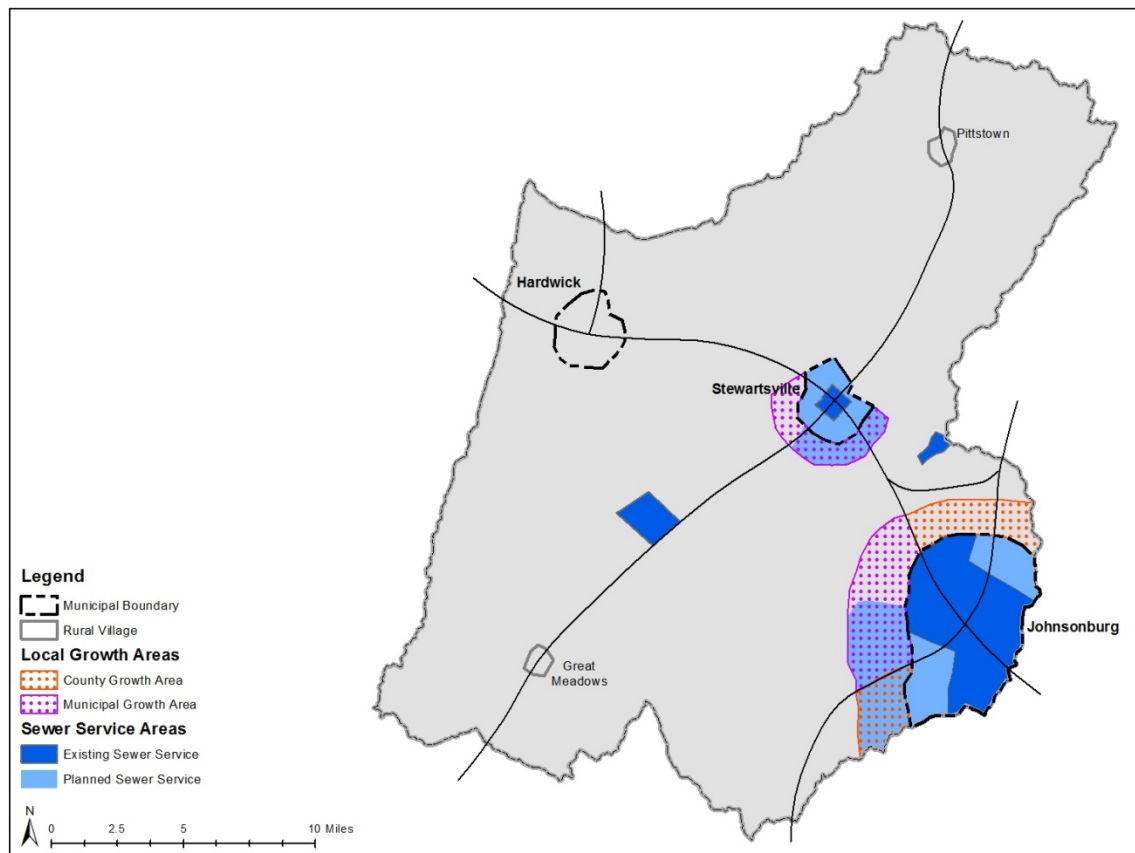 Pittstown
Hardwick
Stewartsville
Johnsonburg
Great
Meadows
Legend
Municipal Boundary
Rural Village
Local Growth Areas
County Growth Area
Municipal Growth Area
Sewer Service Areas
Existing Sewer Service
Planned Sewer Service
N
0 2.5 5 10 Miles